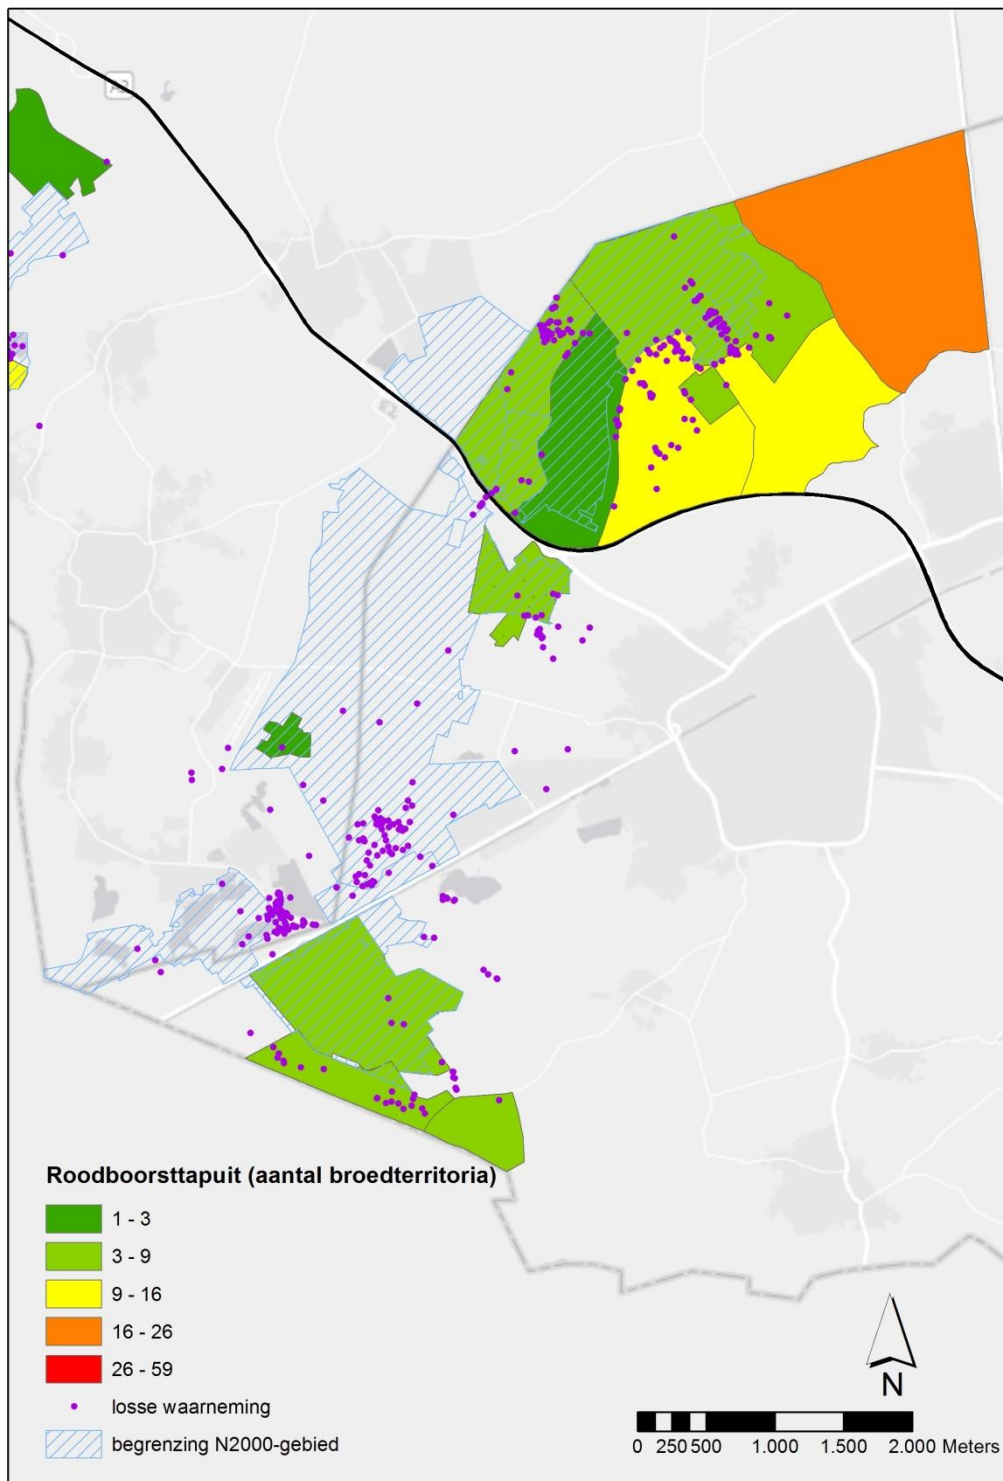 A2
Roodborsttapuit (aantal broedterritoria)
1 - 3
3 - 9
9 - 16
16 - 26
26 - 59
losse waarneming
begrenzing N2000-gebied
N
0 250 500 1.000 1.500 2.000 Meters